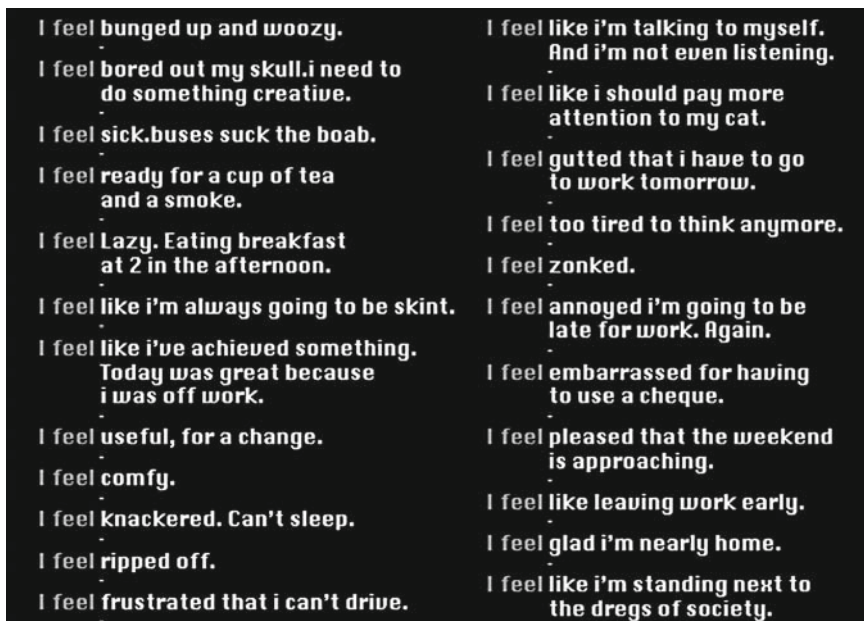 I feel bunged up and woozy.
-
I feel bored out my skull.i need to
do something creative.
-
I feel sick.buses suck the boab.
-
I feel ready for a cup of tea
and a smoke.
-
I feel Lazy. Eating breakfast
at 2 in the afternoon.
-
I feel like i'm always going to be skint.
-
I feel like i've achieved something.
Today was great because
i was off work.
-
I feel useful, for a change.
-
I feel comfy.
-
I feel knackered. Can't sleep.
-
I feel ripped off.
-
I feel frustrated that i can't drive.
-
I feel like i'm talking to myself.
And i'm not even listening.
-
I feel like i should pay more
attention to my cat.
-
I feel gutted that i have to go
to work tomorrow.
-
I feel too tired to think anymore.
-
I feel zonked.
-
I feel annoyed i'm going to be
late for work. Again.
-
I feel embarrassed for having
to use a cheque.
-
I feel pleased that the weekend
is approaching.
-
I feel like leaving work early.
-
I feel glad i'm nearly home.
-
I feel like i'm standing next to
the dregs of society.